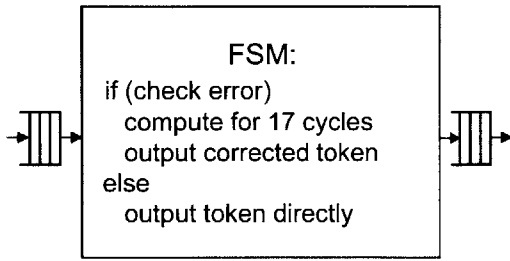 FSM:
if (check error)
compute for 17 cycles
output corrected token
else
output token directly